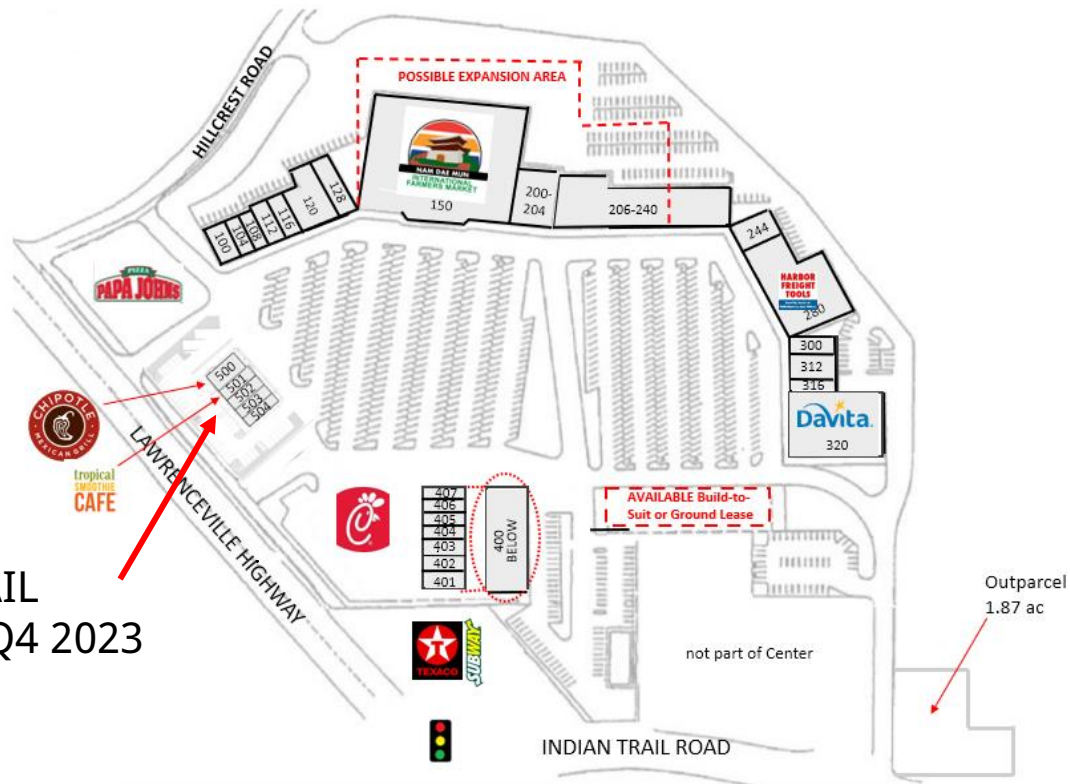 HILLCREST ROAD
POSSIBLE EXPANSION AREA
NAM DAE MUN
INTERNATIONAL
FARMERS MARKET
150
128
120
116
112
108
104
100
200-
204
206-240
244
HARBOR
FREIGHT
TOOLS
280
300
312
316
DaVita.
320
PIZZA
PAPA JOHNS
500
501
502
503
504
CHIPOTLE
MEXICAN GRILL
tropical
SMOOTHIE
CAFE
LAWRENCEVILLE HIGHWAY
407
406
405
404
403
402
401
400
BELOW
AVAILABLE Build-to-
Suit or Ground Lease
AIL
Q4 2023
TEXACO
SUBWAY
not part of Center
Outparcel
1.87 ac
INDIAN TRAIL ROAD